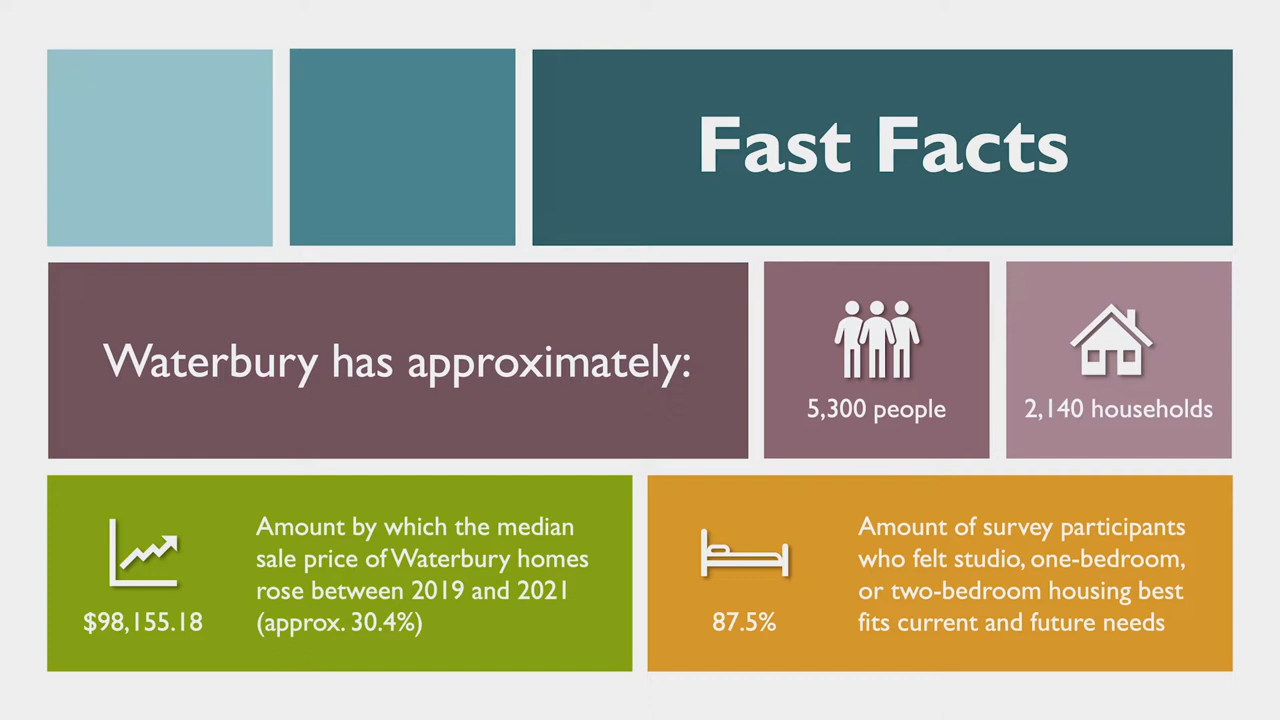 Fast Facts
Waterbury has approximately:
5,300 people
2,140 households
$98,155.18
Amount by which the median
sale price of Waterbury homes
rose between 2019 and 2021
(approx. 30.4%)
87.5%
Amount of survey participants
who felt studio, one-bedroom,
or two-bedroom housing best
fits current and future needs